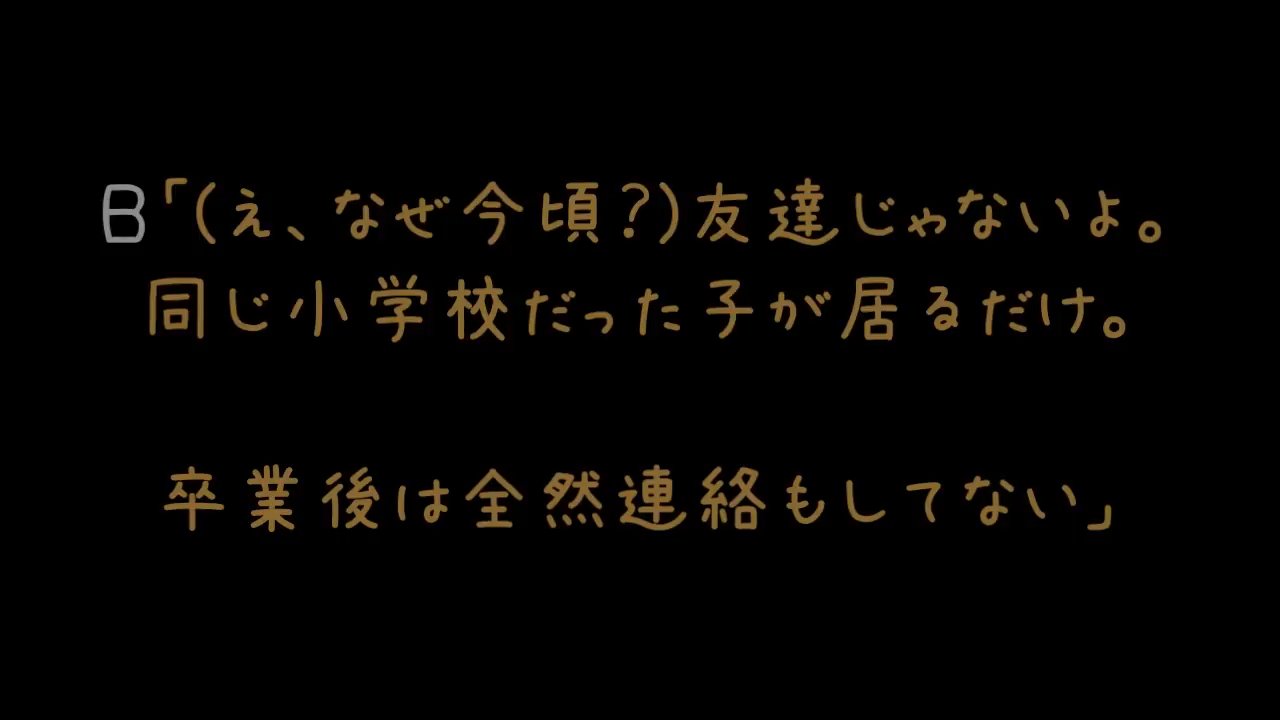 B「(え、なぜ今頃?)友達じゃないよ。
同じ小学校だった子が居るだけ。
卒業後は全然連絡もしてない」